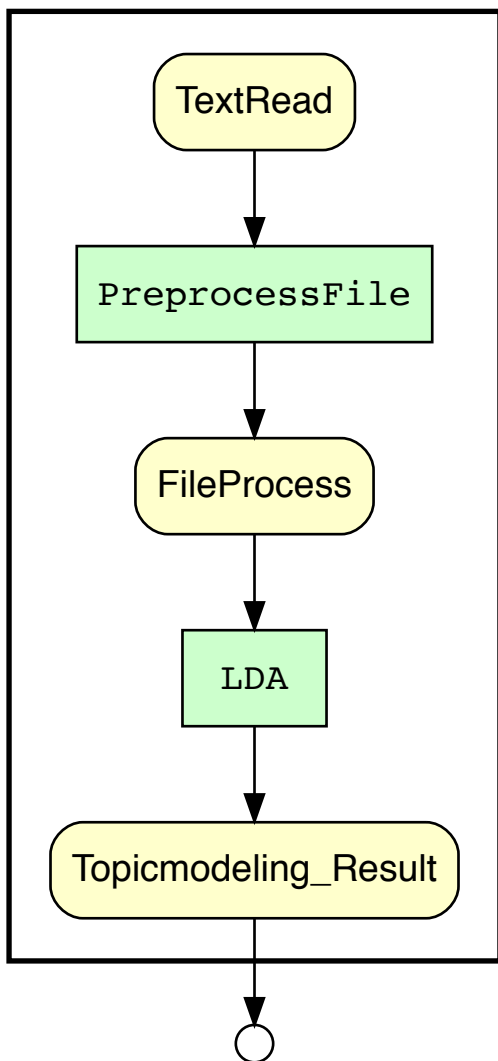 TextRead
PreprocessFile
FileProcess
LDA
Topicmodeling_Result